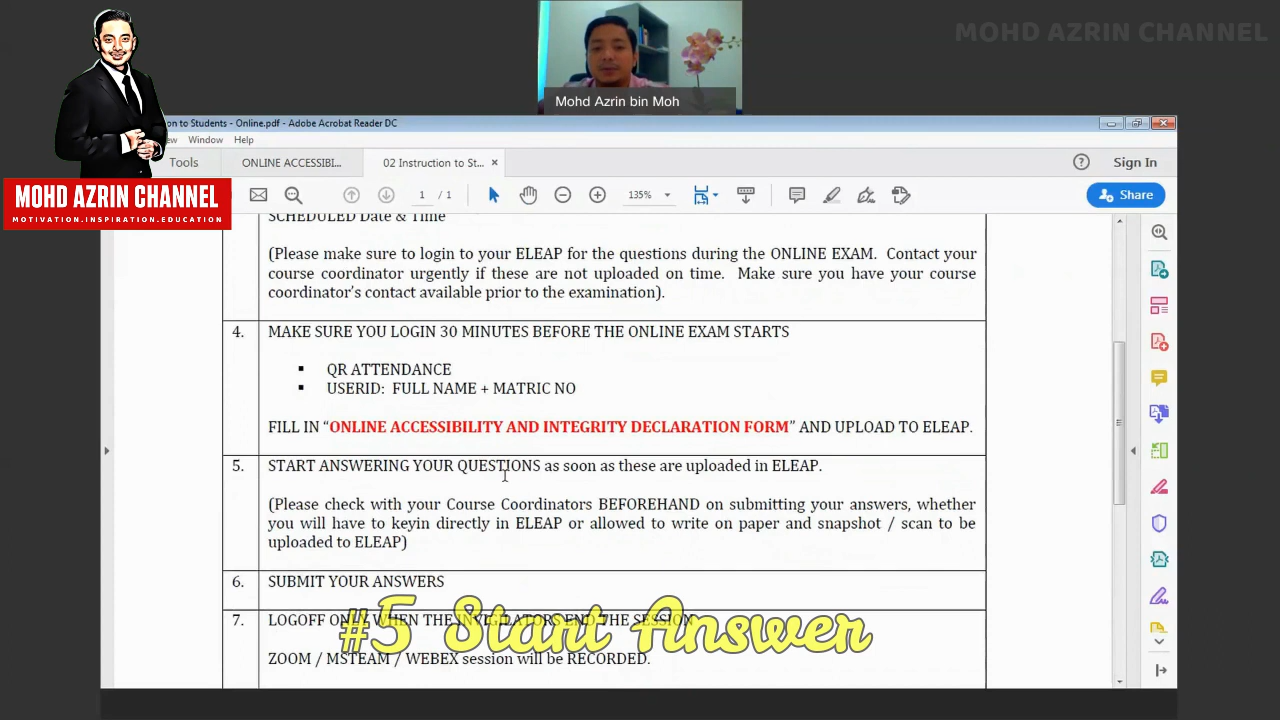 MOHD AZRIN CHANNEL
Mohd Azrin bin Moh
on to Students - Online.pdf - Adobe Acrobat Reader DC
ew Window Help
Tools ONLINE ACCESSIBI... 02 Instruction to St... × Sign In
1 / 1 135% Share
MOHD AZRIN CHANNEL
MOTIVATION.INSPIRATION.EDUCATION
SCHEDULED Date & Time
(Please make sure to login to your ELEAP for the questions during the ONLINE EXAM. Contact your
course coordinator urgently if these are not uploaded on time. Make sure you have your course
coordinator's contact available prior to the examination).
4. MAKE SURE YOU LOGIN 30 MINUTES BEFORE THE ONLINE EXAM STARTS
▪ QR ATTENDANCE
▪ USERID: FULL NAME + MATRIC NO
FILL IN “ONLINE ACCESSIBILITY AND INTEGRITY DECLARATION FORM” AND UPLOAD TO ELEAP.
5. START ANSWERING YOUR QUESTIONS as soon as these are uploaded in ELEAP.
(Please check with your Course Coordinators BEFOREHAND on submitting your answers, whether
you will have to keyin directly in ELEAP or allowed to write on paper and snapshot / scan to be
uploaded to ELEAP)
6. SUBMIT YOUR ANSWERS
7. LOGOFF ONLY WHEN THE INVIGILATORS END THE SESSION
#5 Start Answer
ZOOM / MSTEAM / WEBEX session will be RECORDED.